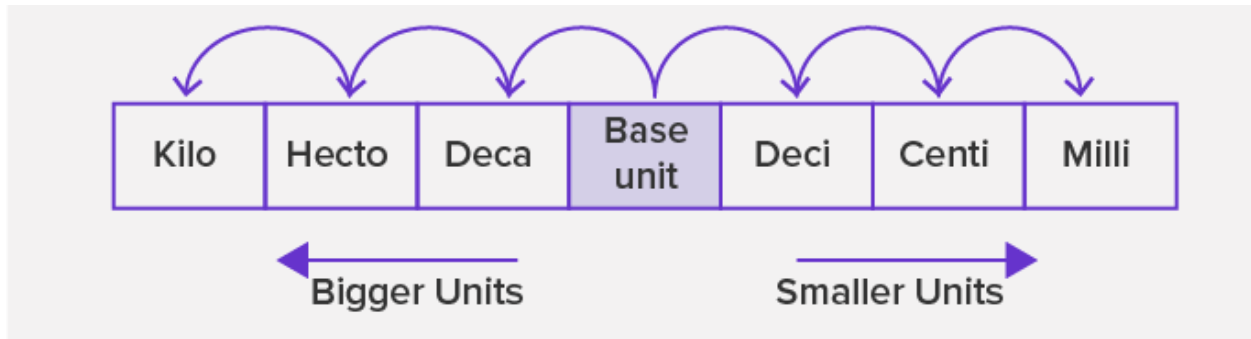 Kilo Hecto Deca Base unit Deci Centi Milli
Bigger Units Smaller Units